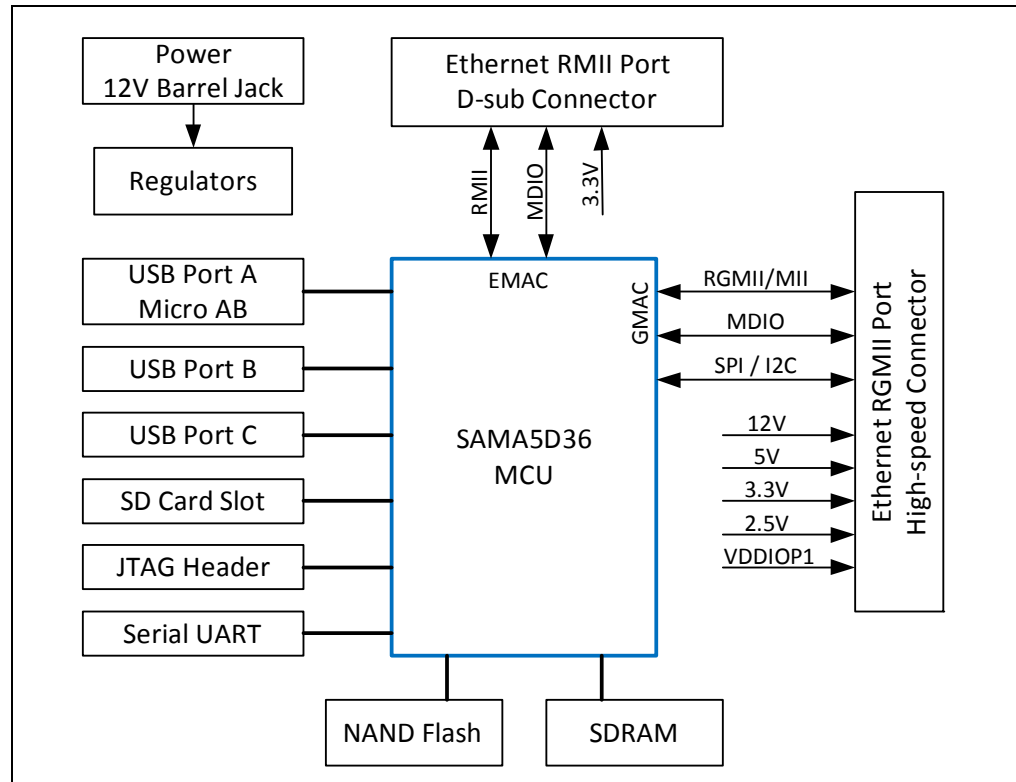 Power
12V Barrel Jack
Regulators
Ethernet RMII Port
D-sub Connector
RMII
MDIO
3.3V
USB Port A
Micro AB
USB Port B
USB Port C
SD Card Slot
JTAG Header
Serial UART
EMAC
GMAC
SAMA5D36
MCU
RGMII/MII
MDIO
SPI / I2C
12V
5V
3.3V
2.5V
VDDIOP1
Ethernet RGMII Port
High-speed Connector
NAND Flash
SDRAM